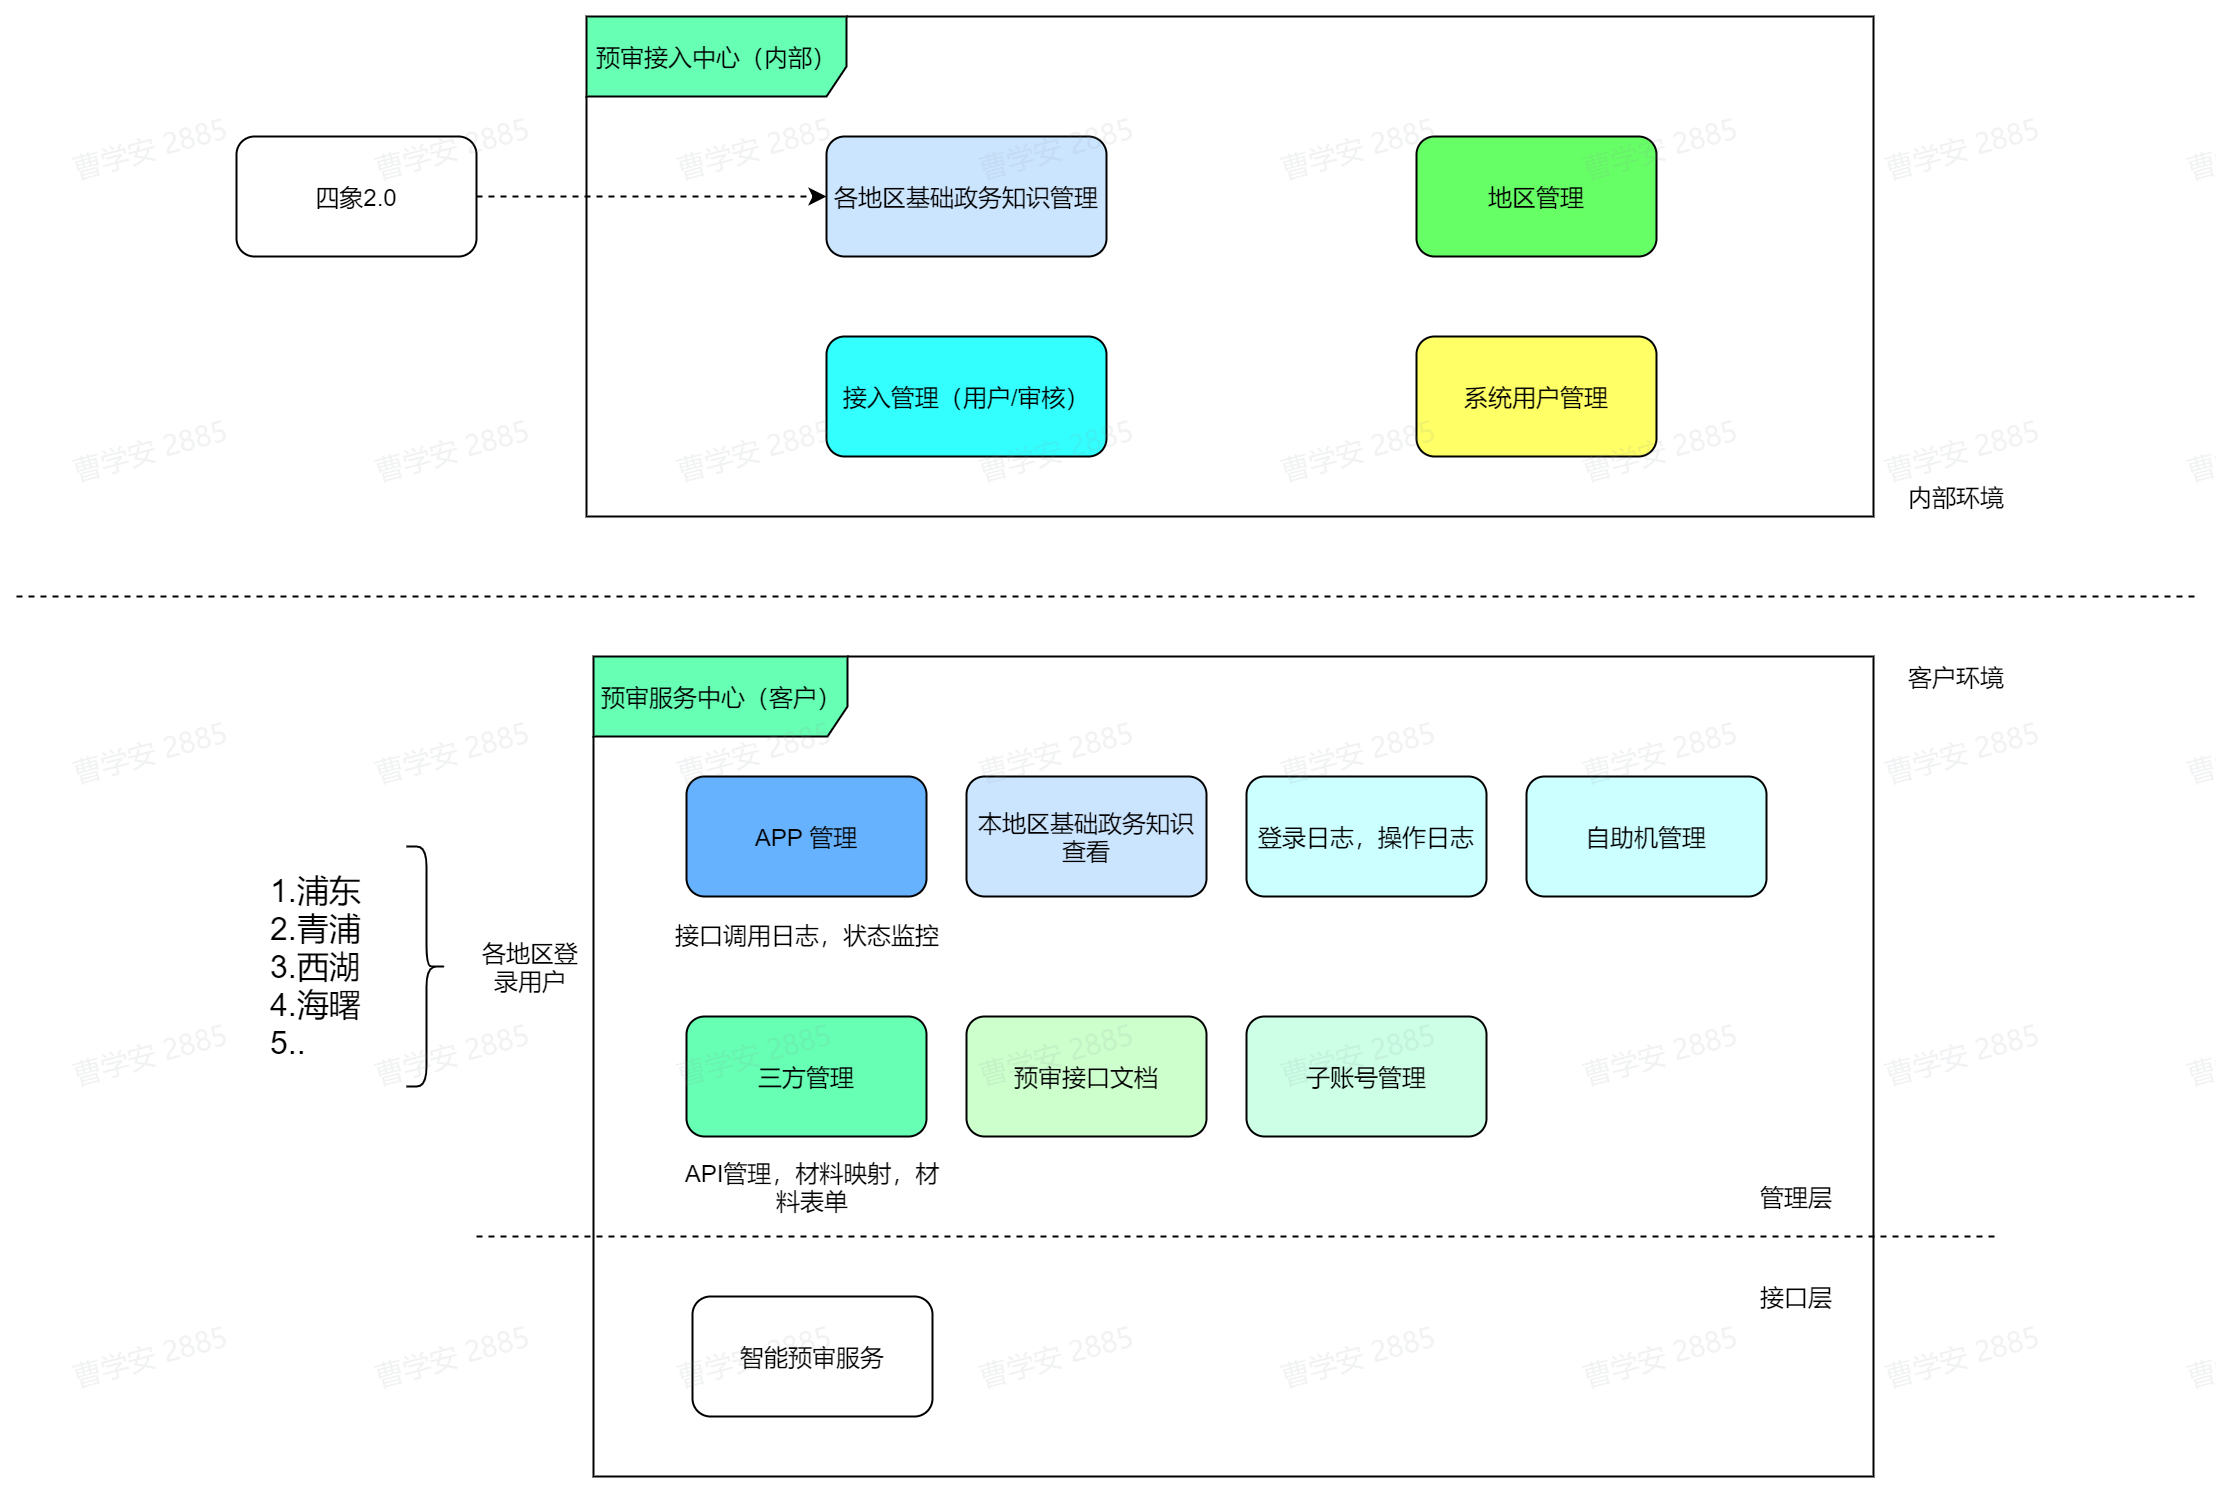 预审接入中心（内部）
四象2.0
各地区基础政务知识管理
地区管理
接入管理（用户/审核）
系统用户管理
内部环境
预审服务中心（客户）
客户环境
APP 管理
本地区基础政务知识
查看
登录日志，操作日志
自助机管理
接口调用日志，状态监控
1.浦东
2.青浦
3.西湖
4.海曙
5..
各地区登
录用户
三方管理
预审接口文档
子账号管理
API管理，材料映射，材
料表单
管理层
接口层
智能预审服务
曹学安 2885